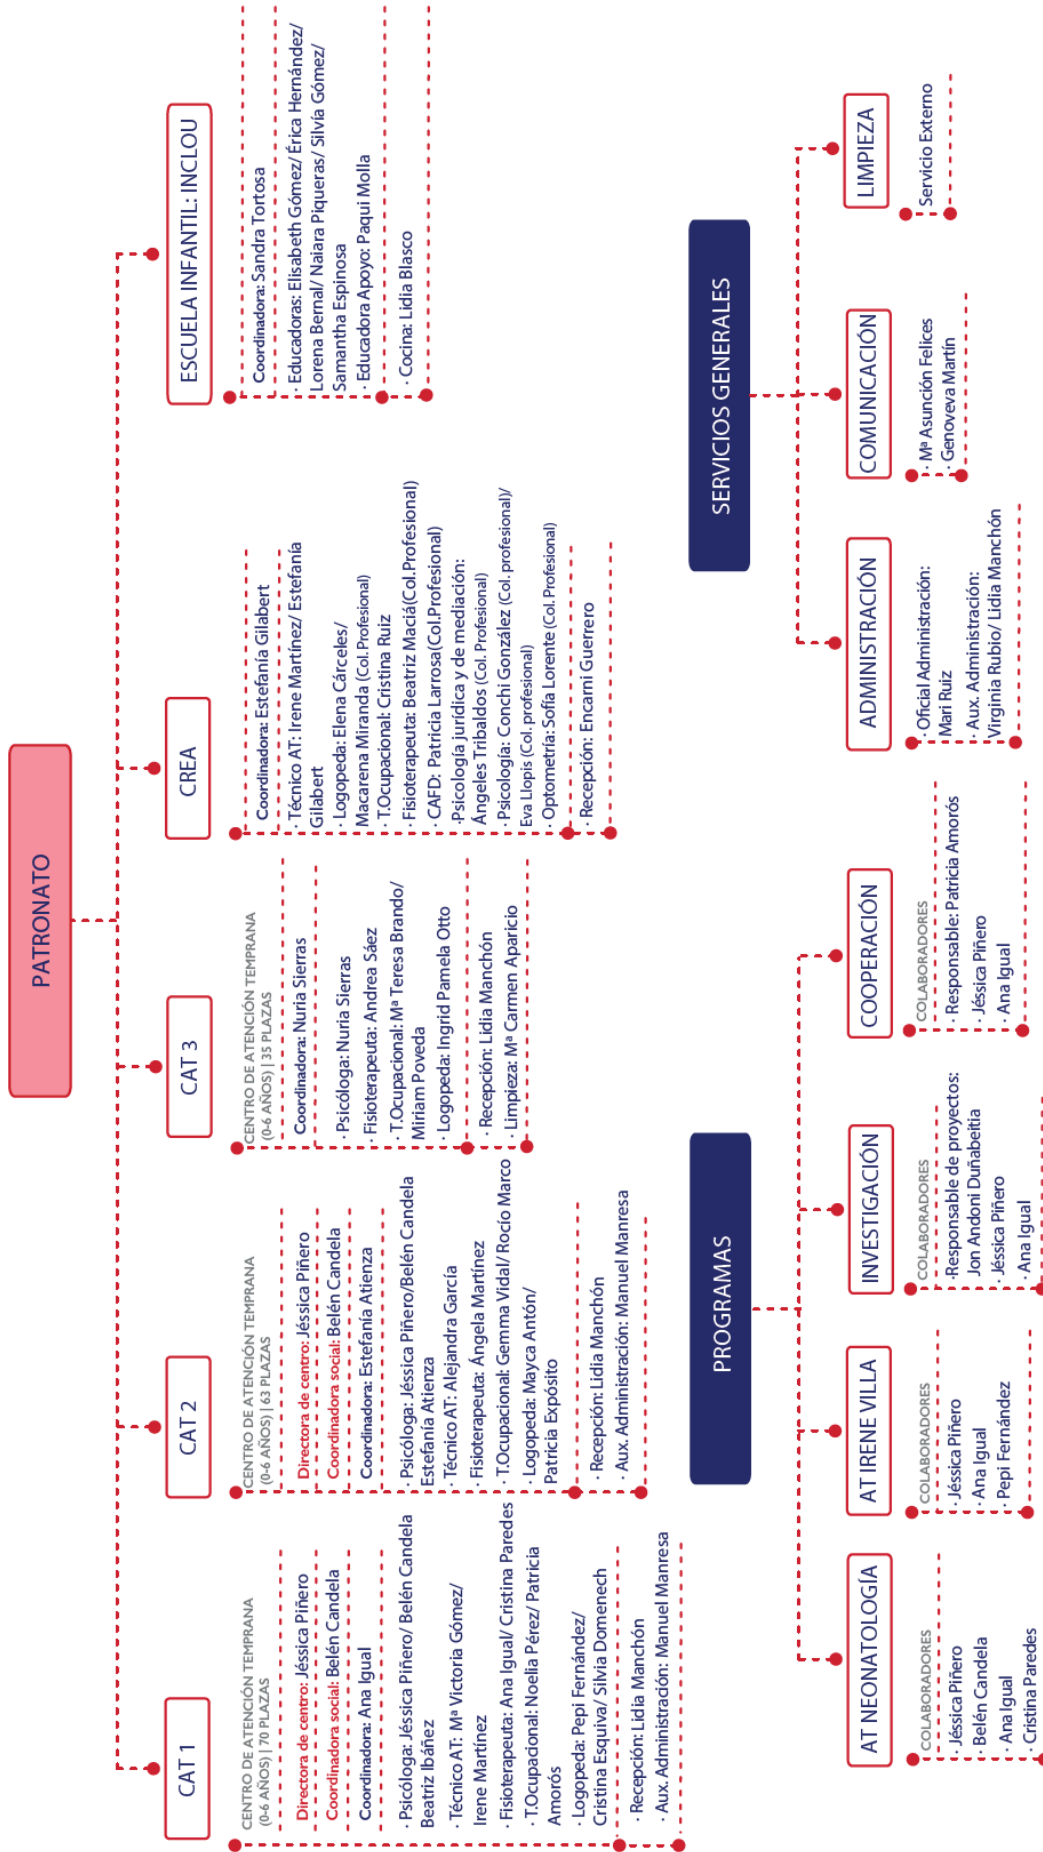 PATRONATO
CAT 1
CENTRO DE ATENCIÓN TEMPRANA
(0-6 AÑOS) | 70 PLAZAS
Directora de centro: Jéssica Piñero
Coordinadora social: Belén Candela
Coordinadora: Ana Igual
· Psicóloga: Jéssica Piñero/ Belén Candela
Beatriz Ibáñez
· Técnico AT: Mª Victoria Gómez/
Irene Martínez
· Fisioterapeuta: Ana Igual/ Cristina Paredes
· T.Ocupacional: Noelia Pérez/ Patricia
Amorós
· Logopeda: Pepi Fernández/
Cristina Esquiva/ Silvia Domenech
· Recepción: Lidia Manchón
· Aux. Administración: Manuel Manresa
CAT 2
CENTRO DE ATENCIÓN TEMPRANA
(0-6 AÑOS) | 63 PLAZAS
Directora de centro: Jéssica Piñero
Coordinadora social: Belén Candela
Coordinadora: Estefanía Atienza
· Psicóloga: Jéssica Piñero/Belén Candela
Estefanía Atienza
· Técnico AT: Alejandra García
· Fisioterapeuta: Ángela Martínez
· T.Ocupacional: Gemma Vidal/ Rocío Marco
· Logopeda: Mayca Antón/
Patricia Expósito
· Recepción: Lidia Manchón
· Aux. Administración: Manuel Manresa
CAT 3
CENTRO DE ATENCIÓN TEMPRANA
(0-6 AÑOS) | 35 PLAZAS
Coordinadora: Nuria Sierras
· Psicóloga: Nuria Sierras
· Fisioterapeuta: Andrea Sáez
· T.Ocupacional: Mª Teresa Brando/
Miriam Poveda
· Logopeda: Ingrid Pamela Otto
· Recepción: Lidia Manchón
· Limpieza: Mª Carmen Aparicio
CREA
Coordinadora: Estefanía Gilabert
· Técnico AT: Irene Martínez/ Estefanía
Gilabert
· Logopeda: Elena Cárceles/
Macarena Miranda (Col. Profesional)
· T.Ocupacional: Cristina Ruiz
· Fisioterapeuta: Beatriz Maciá(Col.Profesional)
· CAFD: Patricia Larrosa(Col.Profesional)
·Psicología jurídica y de mediación:
Ángeles Tribaldos (Col. Profesional)
· Psicología: Conchi González (Col. profesional)/
Eva Llopis (Col. profesional)
· Optometría: Sofía Lorente (Col. Profesional)
· Recepción: Encarni Guerrero
ESCUELA INFANTIL: INCLOU
Coordinadora: Sandra Tortosa
· Educadoras: Elisabeth Gómez/ Érica Hernández/
Lorena Bernal/ Naiara Piqueras/ Silvía Gómez/
Samantha Espinosa
· Educadora Apoyo: Paqui Molla
· Cocina: Lidia Blasco
PROGRAMAS
AT NEONATOLOGÍA
COLABORADORES
· Jéssica Piñero
· Belén Candela
· Ana Igual
· Cristina Paredes
AT IRENE VILLA
COLABORADORES
· Jéssica Piñero
· Ana Igual
· Pepi Fernández
INVESTIGACIÓN
COLABORADORES
·Responsable de proyectos:
Jon Andoni Duñabeitia
· Jéssica Piñero
· Ana Igual
COOPERACIÓN
COLABORADORES
· Responsable: Patricia Amorós
· Jéssica Piñero
· Ana Igual
SERVICIOS GENERALES
ADMINISTRACIÓN
· Oficial Administración:
Mari Ruiz
· Aux. Administración:
Virginia Rubio/ Lidia Manchón
COMUNICACIÓN
· Mª Asunción Felices
· Genoveva Martín
LIMPIEZA
Servicio Externo